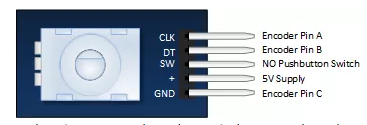 CLK Encoder Pin A
DT Encoder Pin B
SW NO Pushbutton Switch
+ 5V Supply
GND Encoder Pin C